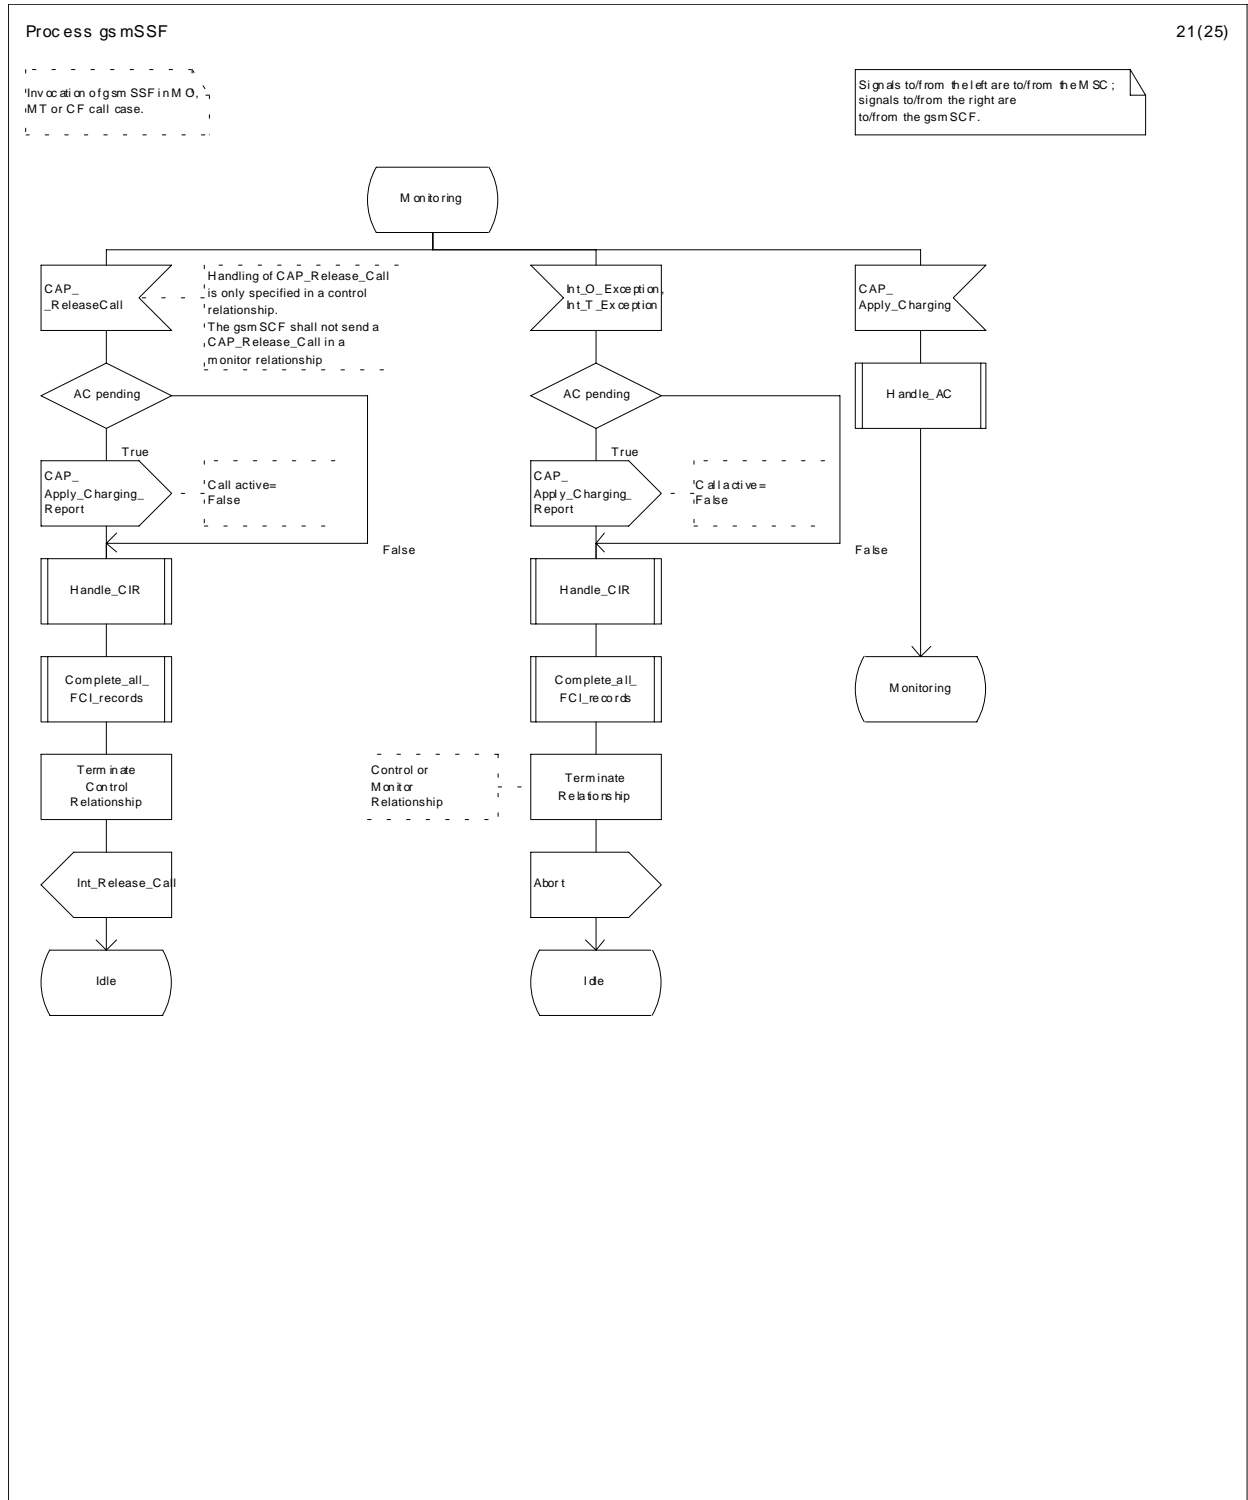 Process gsmSSF
21(25)
Invocation of gsm SSF in MO,
MT or CF call case.
Signals to/from the left are to/from the MSC;
signals to/from the right are
to/from the gsmSCF.
Monitoring
CAP_
_ReleaseCall
Handling of CAP_Release_Call
is only specified in a control
relationship.
The gsmSCF shall not send a
CAP_Release_Call in a
monitor relationship
Int_O_Exception,
Int_T_Exception
CAP_
Apply_Charging
AC pending
AC pending
Handle_AC
True
True
CAP_
Apply_Charging_
Report
Call active=
False
CAP_
Apply_Charging_
Report
Call active=
False
False
False
Handle_CIR
Handle_CIR
Complete_all_
FCI_records
Complete_all_
FCI_records
Monitoring
Terminate
Control
Relationship
Control or
Monitor
Relationship
Terminate
Relationship
Int_Release_Call
Abort
Idle
Idle